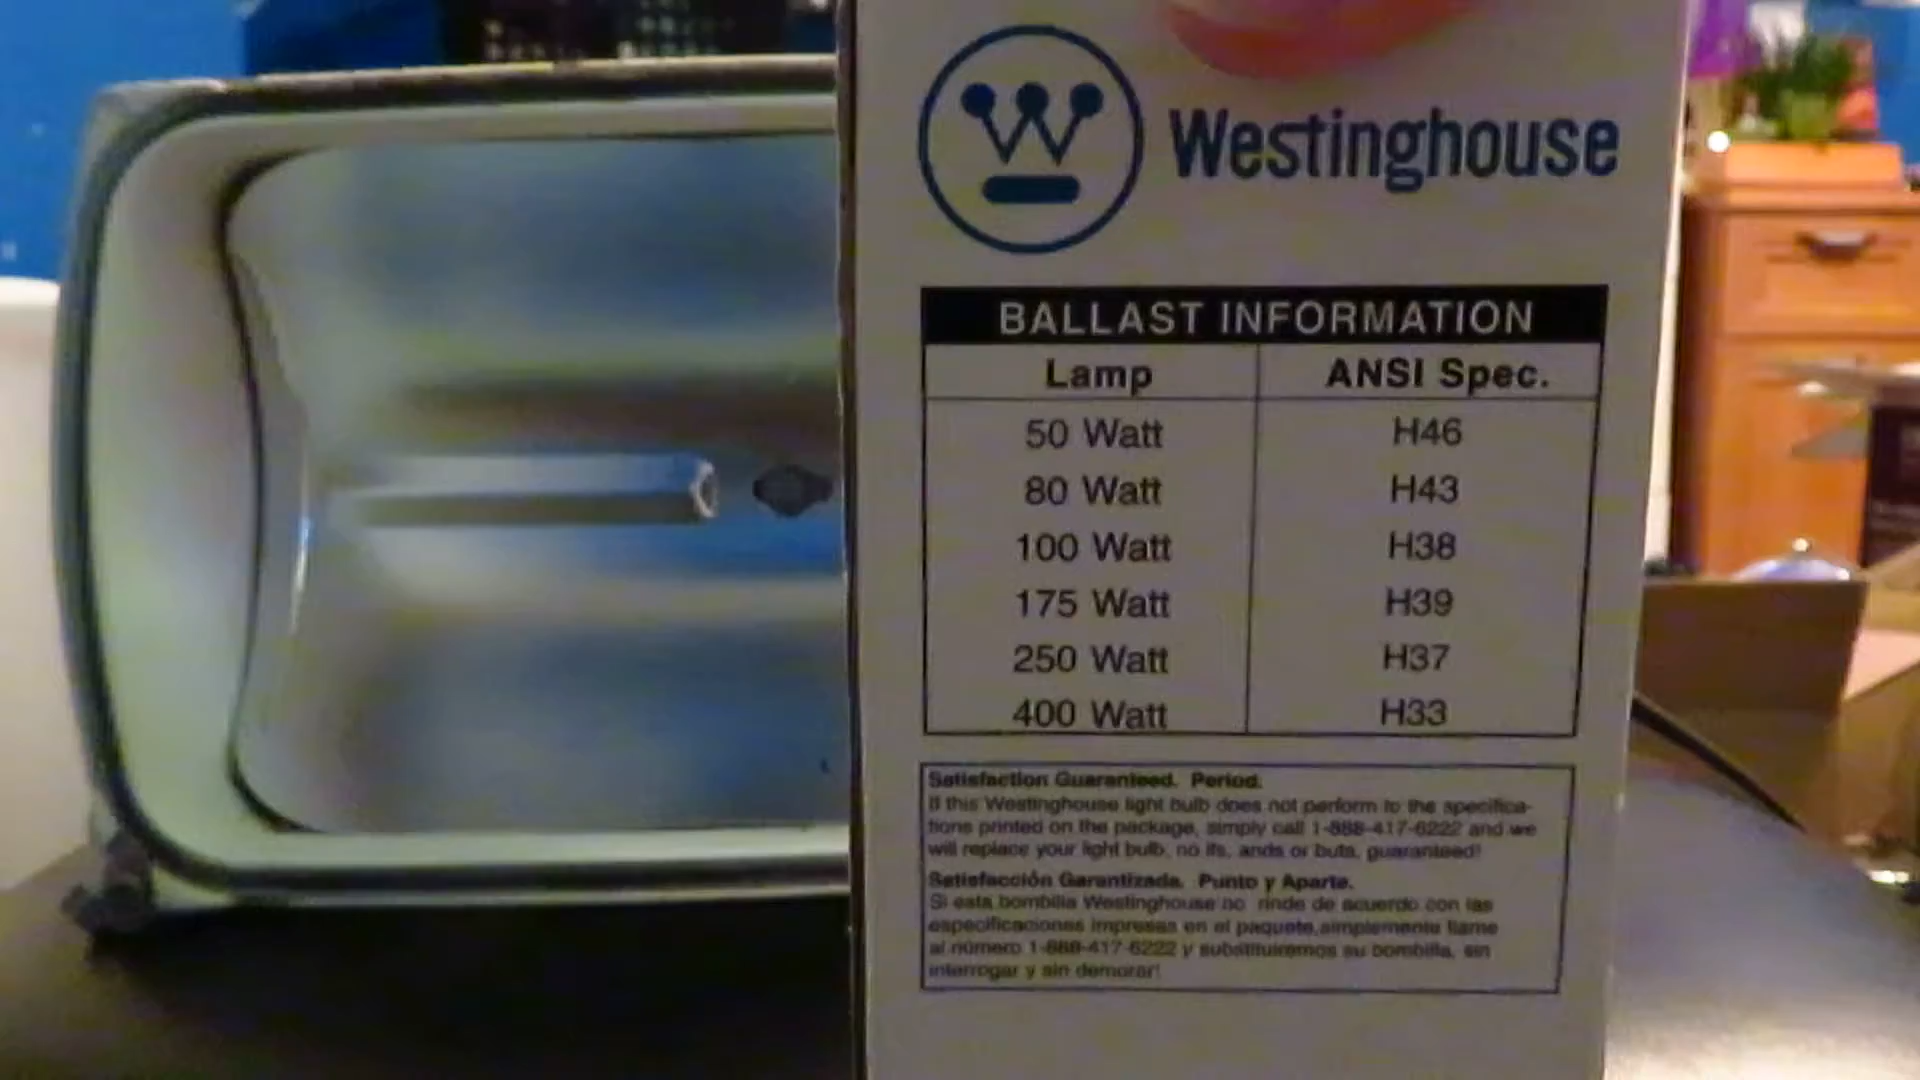 Westinghouse
BALLAST INFORMATION
Lamp ANSI Spec.
50 Watt H46
80 Watt H43
100 Watt H38
175 Watt H39
250 Watt H37
400 Watt H33
Satisfaction Guaranteed. Period.
If this Westinghouse light bulb does not perform to the specifica-
tions printed on the package, simply call 1-888-417-6222 and we
will replace your light bulb, no ifs, ands or buts, guaranteed!
Satisfacción Garantizada. Punto y Aparte.
Si esta bombilla Westinghouse no rinde de acuerdo con las
especificaciones impresas en el paquete, simplemente llame
al número 1-888-417-6222 y substituiremos su bombilla, sin
interrogar y sin demorar!